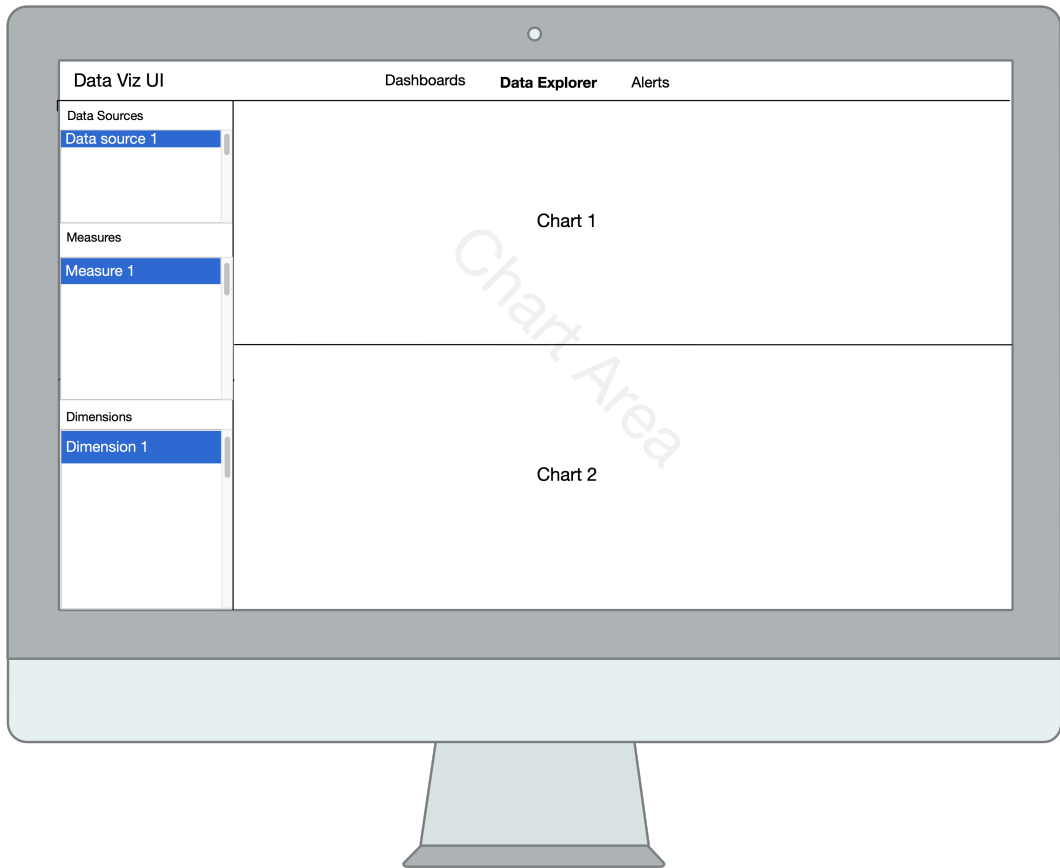 Data Viz UI Dashboards Data Explorer Alerts
Data Sources
Data source 1
Measures
Measure 1
Dimensions
Dimension 1
Chart 1
Chart Area
Chart 2